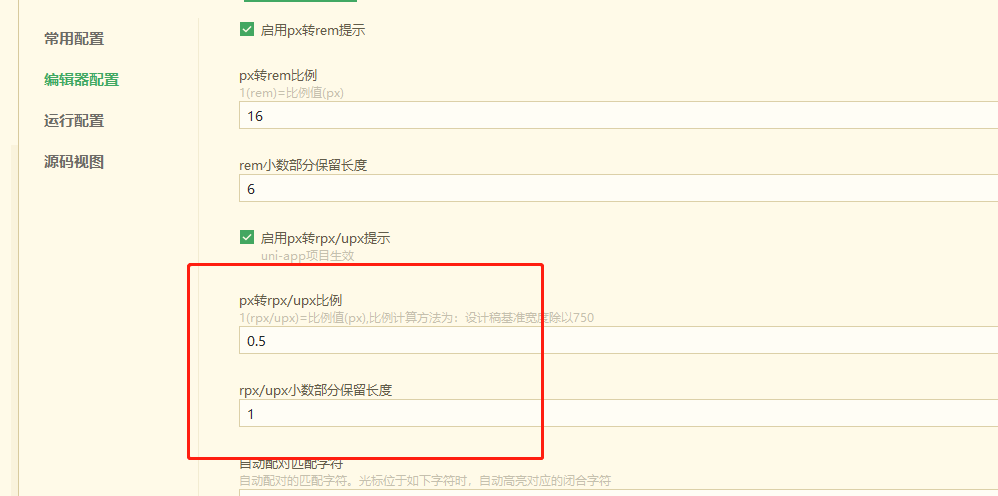 常用配置
编辑器配置
运行配置
源码视图
启用px转rem提示
px转rem比例
1(rem)=比例值(px)
16
rem小数部分保留长度
6
启用px转rpx/upx提示
uni-app项目生效
px转rpx/upx比例
1(rpx/upx)=比例值(px),比例计算方法为：设计稿基准宽度除以750
0.5
rpx/upx小数部分保留长度
1
自动配对匹配字符
自动配对的匹配字符。光标位于如下字符时，自动高亮对应的闭合字符